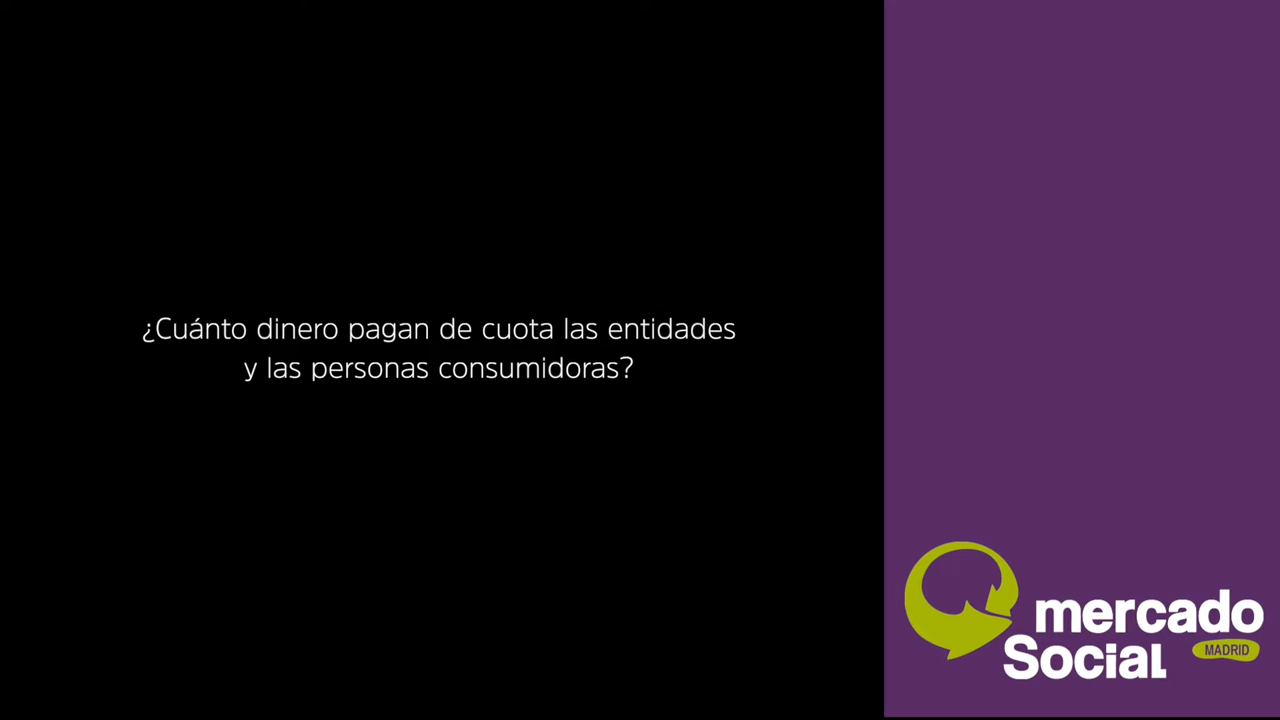 ¿Cuánto dinero pagan de cuota las entidades
y las personas consumidoras?
mercado
Social MADRID